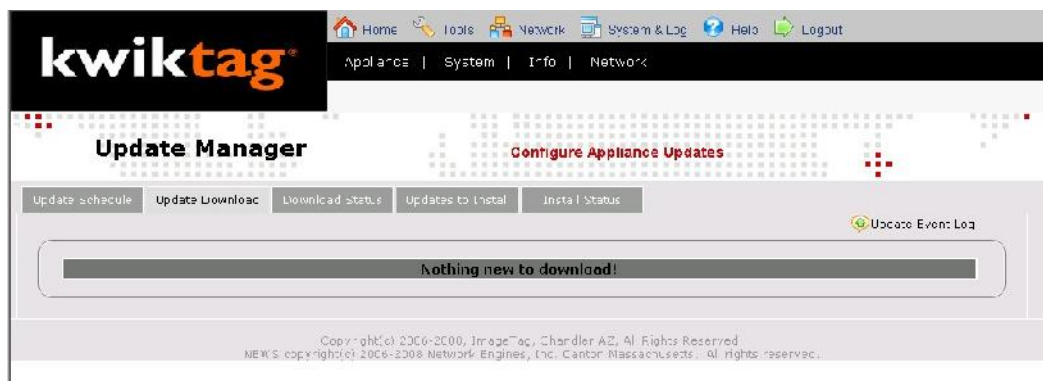 Home Tools Network System & Log Help Logout
kwiktag
Appliance | System | Info | Network
Update Manager
Configure Appliance Updates
Update Schedule Update Download Download Status Updates to Install Install Status
Update Event Log
Nothing new to download!
Copyright(c) 2006-2008, ImageTag, Chandler AZ, All Rights Reserved
NEWS copyright(c) 2006-2008 Network Engines, Inc. Canton Massachusetts. All rights reserved.